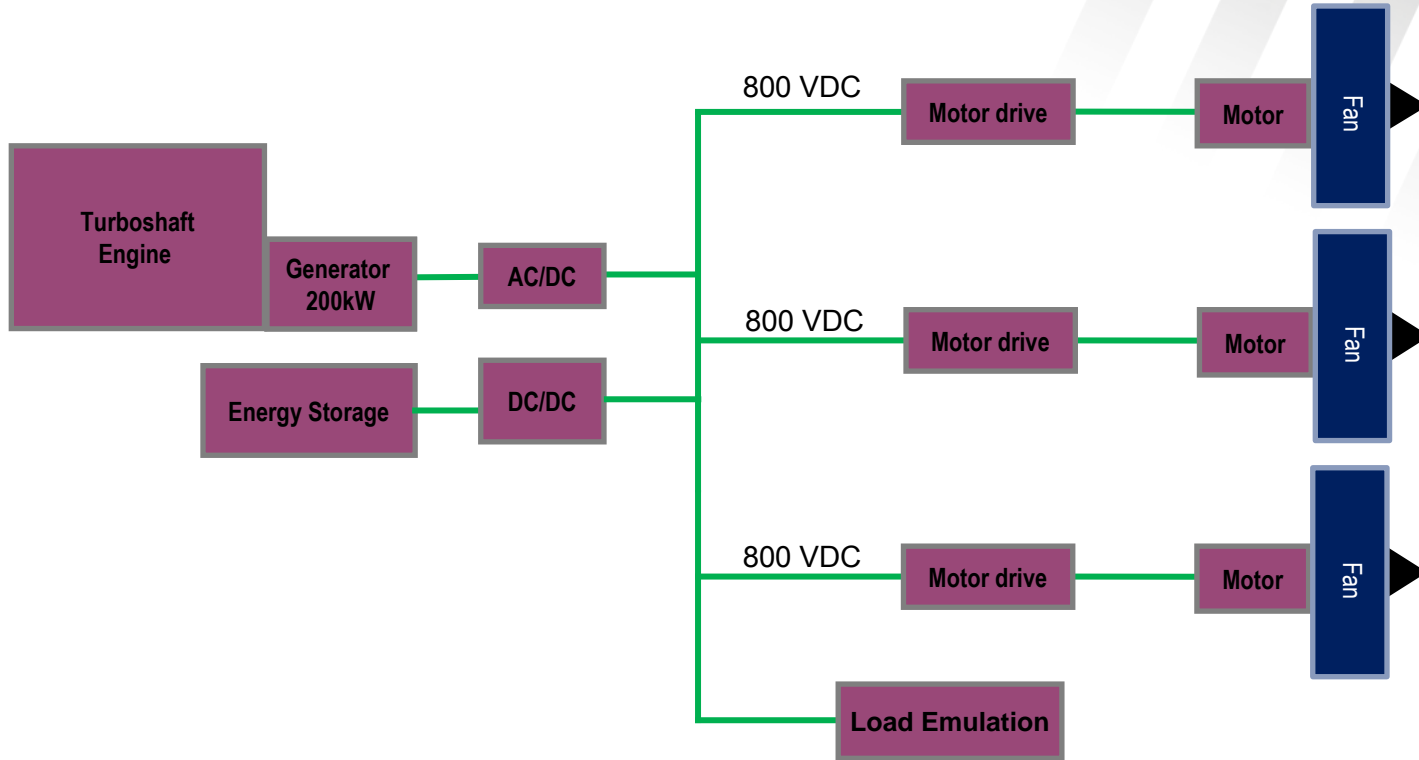 800 VDC
Motor drive
Motor
Fan
Turboshaft
Engine
Generator
200kW
AC/DC
800 VDC
Motor drive
Motor
Fan
Energy Storage
DC/DC
800 VDC
Motor drive
Motor
Fan
Load Emulation